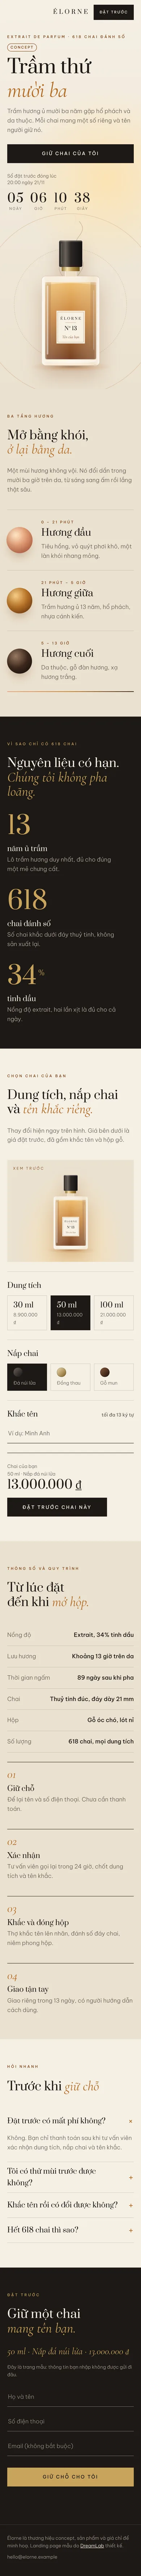 ÉLORNE
ĐẶT TRƯỚC
EXTRAIT DE PARFUM · 618 CHAI ĐÁNH SỐ
CONCEPT
Trầm thứ
mười ba
Trầm hương ủ mười ba năm gặp hổ phách và da thuộc. Mỗi chai mang một số riêng và tên người giữ nó.
GIỮ CHAI CỦA TÔI
Số đặt trước đóng lúc
20:00 ngày 21/11
05 06 10 38
NGÀY GIỜ PHÚT GIÂY
ÉLORNE
Nº 13
BA TẦNG HƯƠNG
Mở bằng khói,
ở lại bằng da.
Một mùi hương không vội. Nó đổi dần trong mười ba giờ trên da, từ sáng sang ấm rồi lắng thật sâu.
0 – 21 PHÚT
Hương đầu
Tiêu hồng, vỏ quýt phơi khô, một làn khói nhang mỏng.
21 PHÚT – 5 GIỜ
Hương giữa
Trầm hương ủ 13 năm, hổ phách, nhựa cánh kiến.
5 – 13 GIỜ
Hương cuối
Da thuộc, gỗ đàn hương, xạ hương trắng.
VÌ SAO CHỈ CÓ 618 CHAI
Nguyên liệu có hạn.
Chúng tôi không pha loãng.
13
năm ủ trầm
Lô trầm hương duy nhất, đủ cho đúng một mẻ chưng cất.
618
chai đánh số
Số chai khắc dưới đáy thuỷ tinh, không sản xuất lại.
34%
tinh dầu
Nồng độ extrait, hai lần xịt là đủ cho cả ngày.
CHỌN CHAI CỦA BẠN
Dung tích, nắp chai
và tên khắc riêng.
Thay đổi hiện ngay trên hình. Giá bên dưới là giá đặt trước, đã gồm khắc tên và hộp gỗ.
XEM TRƯỚC
Dung tích
30 ml 50 ml 100 ml
8.900.000 đ 13.000.000 đ 21.000.000 đ
Nắp chai
Đá núi lửa Đồng thau Gỗ mun
Khắc tên tối đa 13 ký tự
Ví dụ: Minh Anh
Chai của bạn
50 ml · Nắp đá núi lửa
13.000.000 đ
ĐẶT TRƯỚC CHAI NÀY
THÔNG SỐ VÀ QUY TRÌNH
Từ lúc đặt
đến khi mở hộp.
Nồng độ Extrait, 34% tinh dầu
Lưu hương Khoảng 13 giờ trên da
Thời gian ngấm 89 ngày sau khi pha
Chai Thuỷ tinh đúc, đáy dày 21 mm
Hộp Gỗ óc chó, lót nỉ
Số lượng 618 chai, mọi dung tích
01
Giữ chỗ
Để lại tên và số điện thoại. Chưa cần thanh toán.
02
Xác nhận
Tư vấn viên gọi lại trong 24 giờ, chốt dung tích và tên khắc.
03
Khắc và đóng hộp
Thợ khắc tên lên nhãn, đánh số đáy chai, niêm phong hộp.
04
Giao tận tay
Giao riêng trong 13 ngày, có người hướng dẫn cách dùng.
HỎI NHANH
Trước khi giữ chỗ
Đặt trước có mất phí không?
Không. Bạn chỉ thanh toán sau khi tư vấn viên xác nhận dung tích, nắp chai và tên khắc.
Tôi có thử mùi trước được không? +
Khắc tên rồi có đổi được không? +
Hết 618 chai thì sao? +
ĐẶT TRƯỚC
Giữ một chai
mang tên bạn.
50 ml · Nắp đá núi lửa · 13.000.000 đ
Đây là trang mẫu: thông tin bạn nhập không được gửi đi đâu.
Họ và tên
Số điện thoại
Email (không bắt buộc)
GIỮ CHỖ CHO TÔI
Élorne là thương hiệu concept, sản phẩm và giá chỉ để minh hoạ. Landing page mẫu do DreamLab thiết kế.
hello@elorne.example